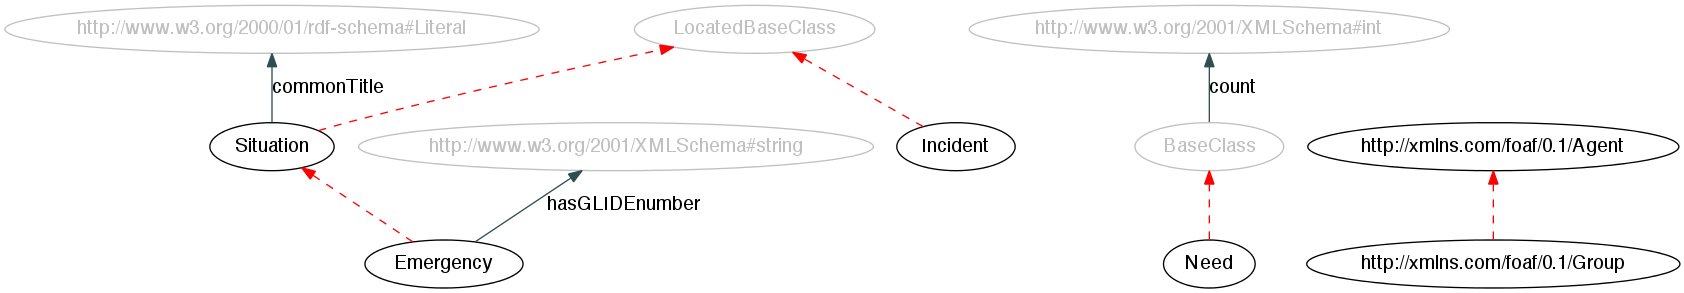 http://www.w3.org/2000/01/rdf-schema#Literal
LocatedBaseClass
http://www.w3.org/2001/XMLSchema#int
commonTitle
count
Situation
http://www.w3.org/2001/XMLSchema#string
Incident
BaseClass
http://xmlns.com/foaf/0.1/Agent
hasGLIDEnumber
Emergency
Need
http://xmlns.com/foaf/0.1/Group